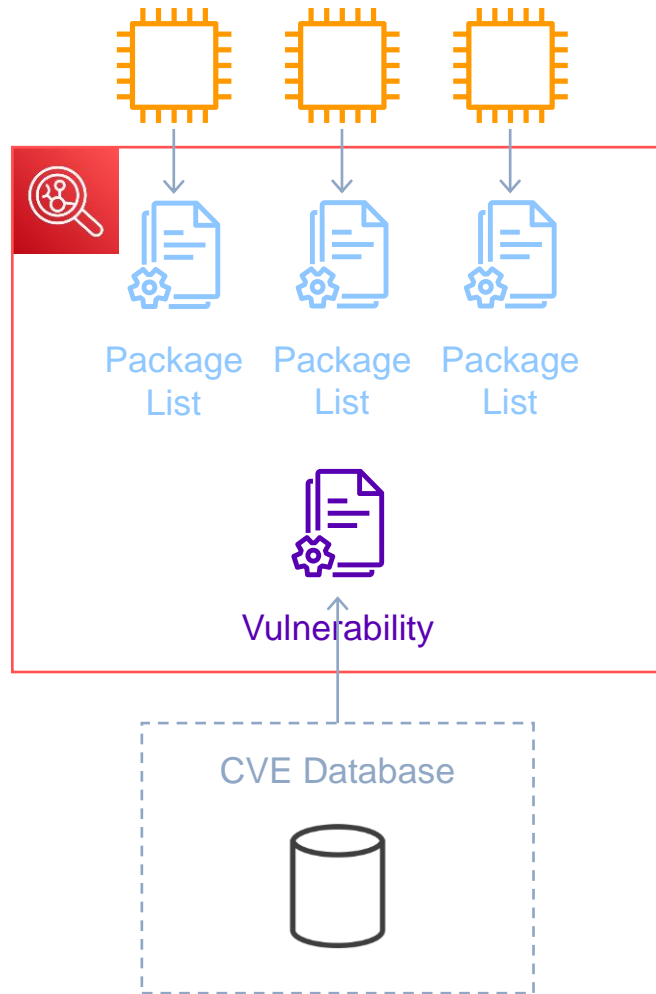 Package Package Package
List List List
Vulnerability
CVE Database